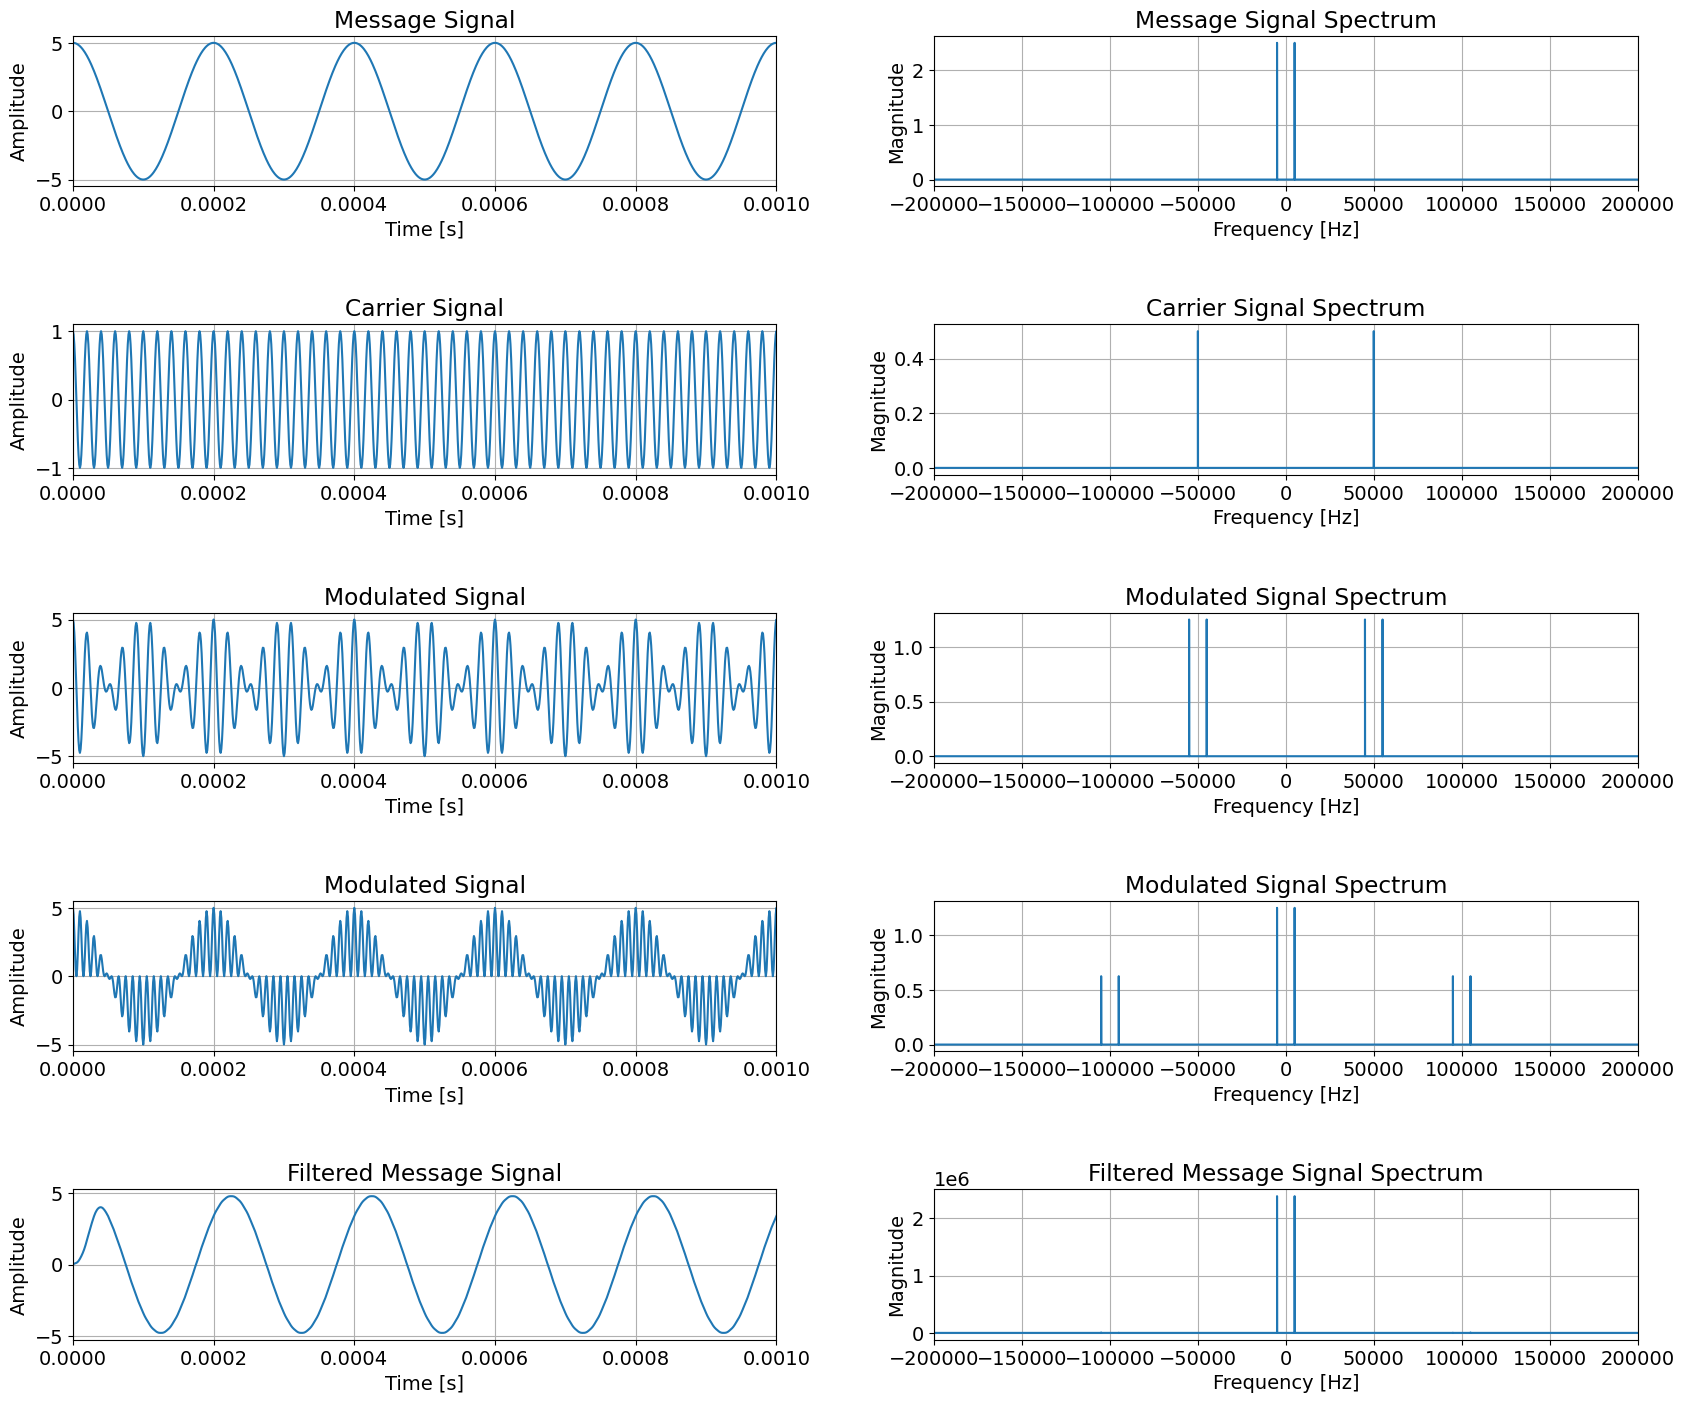 Message Signal
Message Signal Spectrum
5
0
−5
Amplitude
0.0000 0.0002 0.0004 0.0006 0.0008 0.0010
Time [s]
2
1
0
Magnitude
−200000 −150000 −100000 −50000 0 50000 100000 150000 200000
Frequency [Hz]
Carrier Signal
Carrier Signal Spectrum
1
0
−1
Amplitude
0.0000 0.0002 0.0004 0.0006 0.0008 0.0010
Time [s]
0.4
0.2
0.0
Magnitude
−200000 −150000 −100000 −50000 0 50000 100000 150000 200000
Frequency [Hz]
Modulated Signal
Modulated Signal Spectrum
5
0
−5
Amplitude
0.0000 0.0002 0.0004 0.0006 0.0008 0.0010
Time [s]
1.0
0.5
0.0
Magnitude
−200000 −150000 −100000 −50000 0 50000 100000 150000 200000
Frequency [Hz]
Modulated Signal
Modulated Signal Spectrum
5
0
−5
Amplitude
0.0000 0.0002 0.0004 0.0006 0.0008 0.0010
Time [s]
1.0
0.5
0.0
Magnitude
−200000 −150000 −100000 −50000 0 50000 100000 150000 200000
Frequency [Hz]
Filtered Message Signal
Filtered Message Signal Spectrum
5
0
−5
Amplitude
0.0000 0.0002 0.0004 0.0006 0.0008 0.0010
Time [s]
1e6
2
1
0
Magnitude
−200000 −150000 −100000 −50000 0 50000 100000 150000 200000
Frequency [Hz]